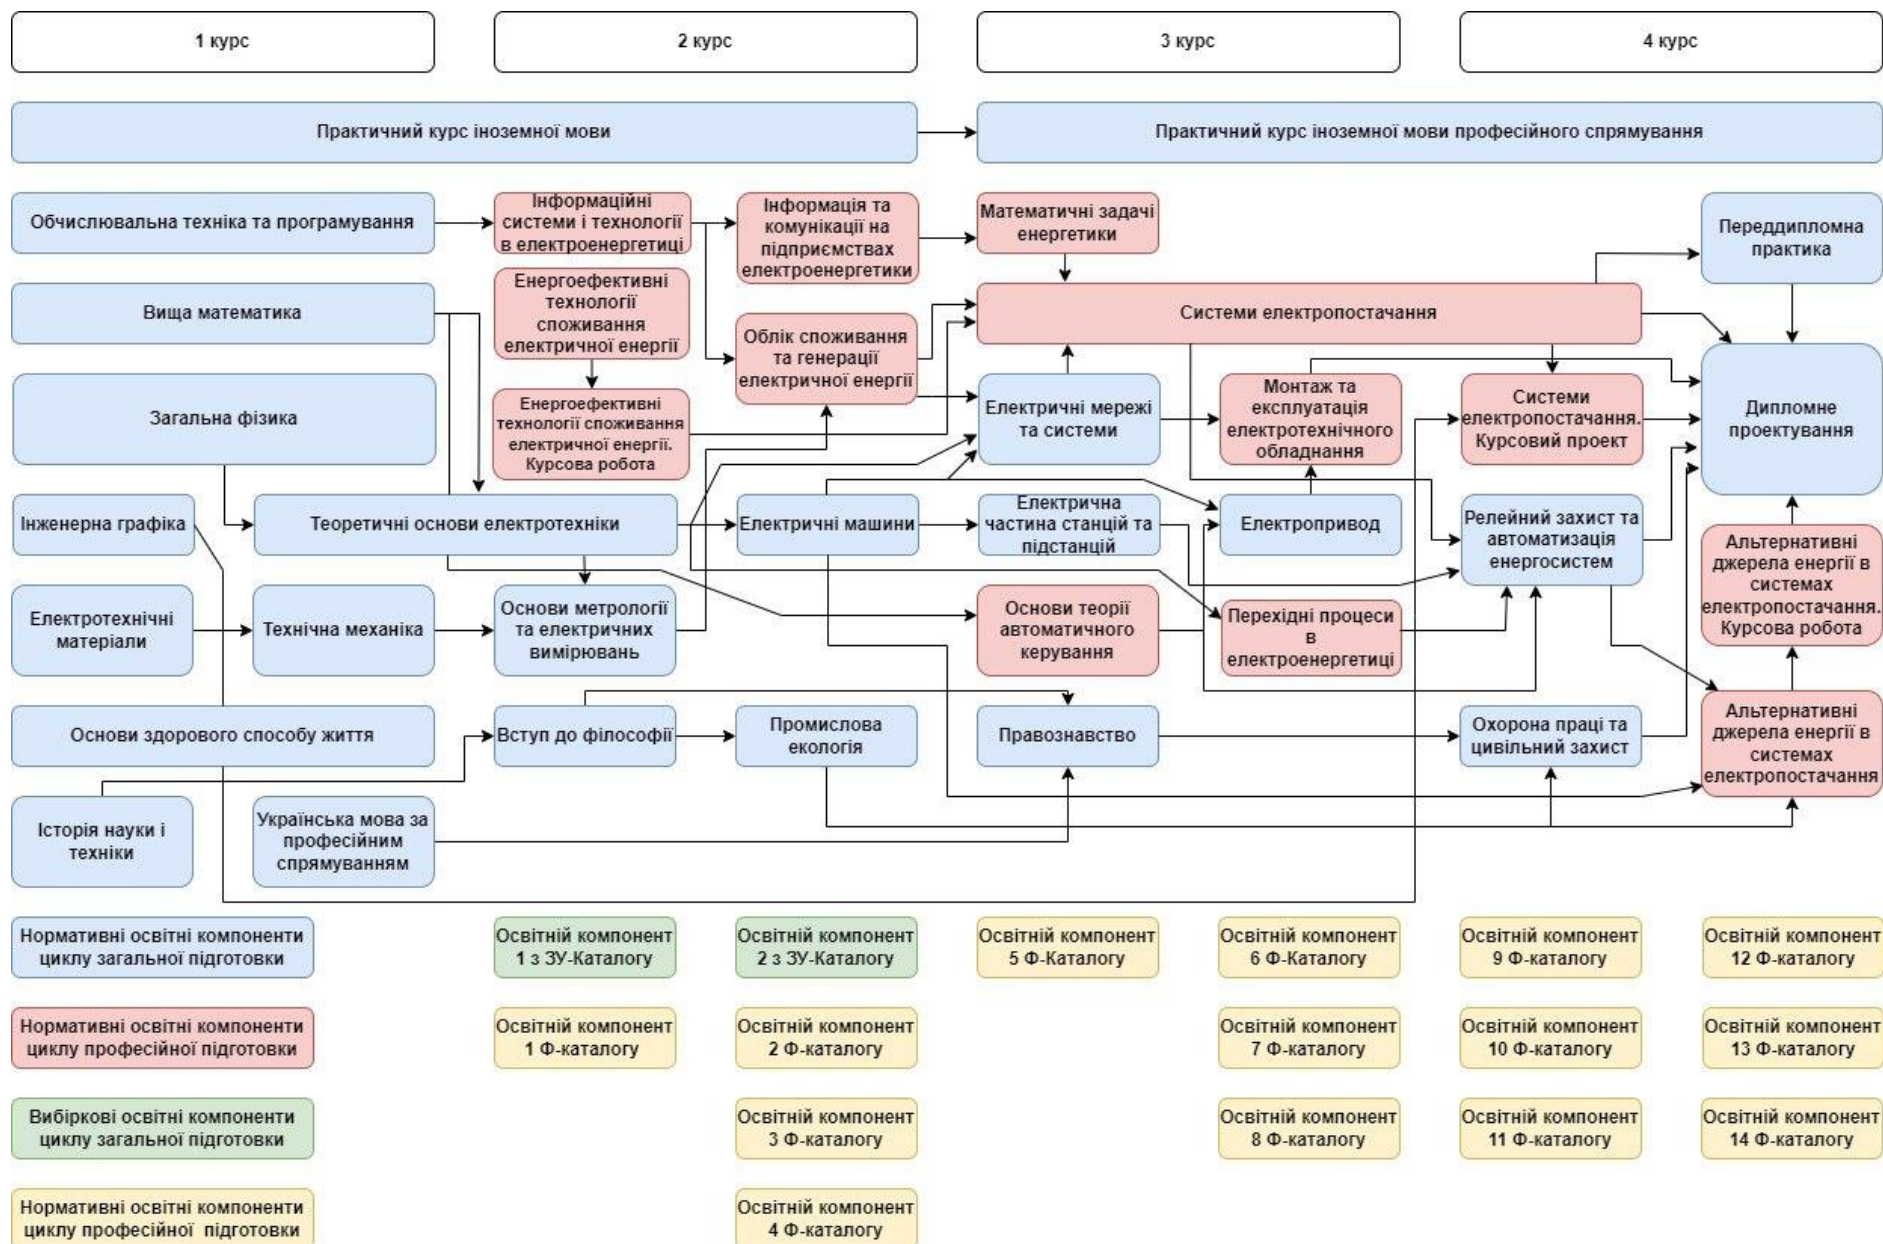 1 курс
2 курс
3 курс
4 курс
Практичний курс іноземної мови
Практичний курс іноземної мови професійного спрямування
Обчислювальна техніка та програмування
Інформаційні
системи і технології
в електроенергетиці
Інформація та
комунікації на
підприємствах
електроенергетики
Математичні задачі
енергетики
Переддипломна
практика
Вища математика
Енергоефективні
технології
споживання
електричної енергії
Облік споживання
та генерації
електричної енергії
Системи електропостачання
Загальна фізика
Енергоефективні
технології споживання
електричної енергії.
Курсова робота
Електричні мережі
та системи
Монтаж та
експлуатація
електротехнічного
обладнання
Системи
електропостачання.
Курсовий проект
Дипломне
проектування
Інженерна графіка
Теоретичні основи електротехніки
Електричні машини
Електрична
частина станцій та
підстанцій
Електропривод
Релейний захист та
автоматизація
енергосистем
Альтернативні
джерела енергії в
системах
електропостачання.
Курсова робота
Електротехнічні
матеріали
Технічна механіка
Основи метрології
та електричних
вимірювань
Основи теорії
автоматичного
керування
Перехідні процеси
в
електроенергетиці
Основи здорового способу життя
Вступ до філософії
Промислова
екологія
Правознавство
Охорона праці та
цивільний захист
Альтернативні
джерела енергії в
системах
електропостачання
Історія науки і
техніки
Українська мова за
професійним
спрямуванням
Нормативні освітні компоненти
циклу загальної підготовки
Освітній компонент
1 з ЗУ-Каталогу
Освітній компонент
2 з ЗУ-Каталогу
Освітній компонент
5 Ф-Каталогу
Освітній компонент
6 Ф-Каталогу
Освітній компонент
9 Ф-каталогу
Освітній компонент
12 Ф-каталогу
Нормативні освітні компоненти
циклу професійної підготовки
Освітній компонент
1 Ф-каталогу
Освітній компонент
2 Ф-каталогу
Освітній компонент
7 Ф-каталогу
Освітній компонент
10 Ф-каталогу
Освітній компонент
13 Ф-каталогу
Вибіркові освітні компоненти
циклу загальної підготовки
Освітній компонент
3 Ф-каталогу
Освітній компонент
8 Ф-каталогу
Освітній компонент
11 Ф-каталогу
Освітній компонент
14 Ф-каталогу
Нормативні освітні компоненти
циклу професійної підготовки
Освітній компонент
4 Ф-каталогу